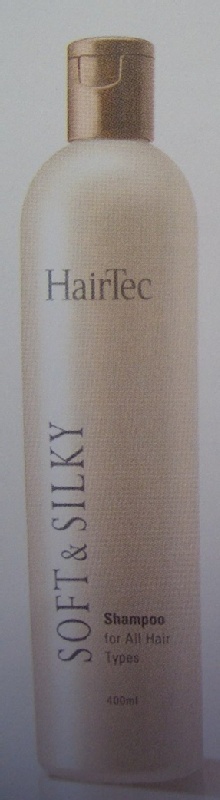 HairTec
SOFT & SILKY
Shampoo
for All Hair
Types
400ml